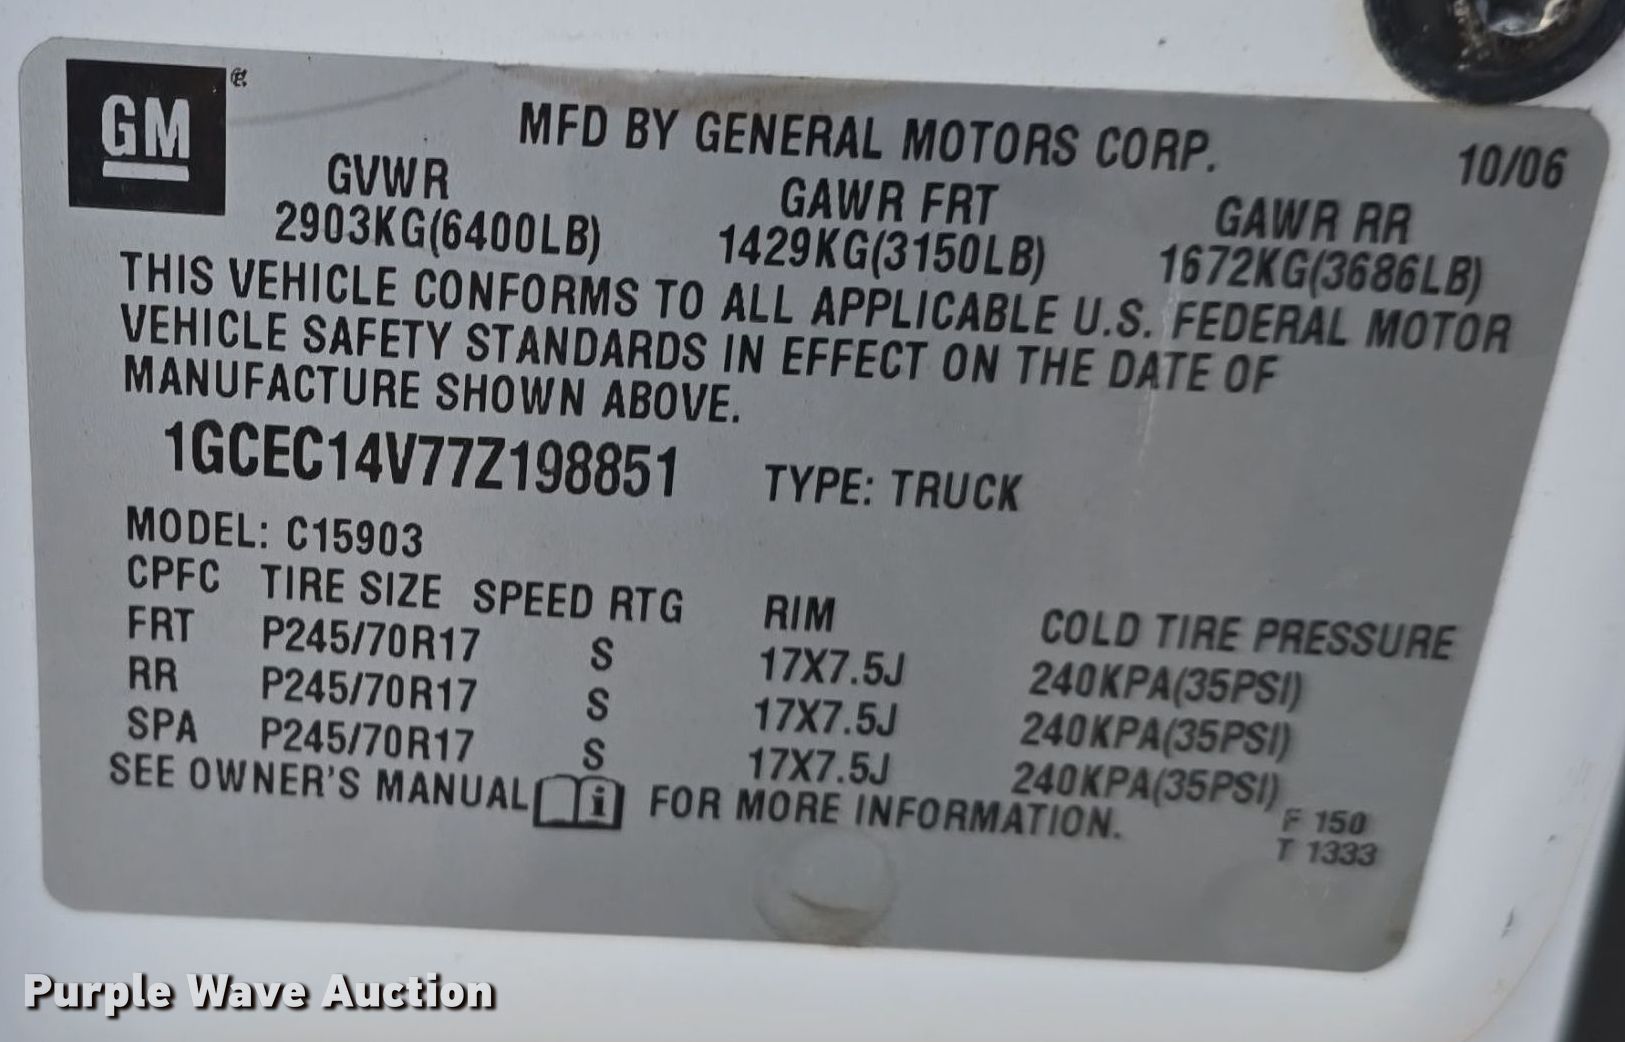 GM®
MFD BY GENERAL MOTORS CORP. 10/06
GVWR GAWR FRT GAWR RR
2903KG(6400LB) 1429KG(3150LB) 1672KG(3686LB)
THIS VEHICLE CONFORMS TO ALL APPLICABLE U.S. FEDERAL MOTOR
VEHICLE SAFETY STANDARDS IN EFFECT ON THE DATE OF
MANUFACTURE SHOWN ABOVE.
1GCEC14V77Z198851 TYPE: TRUCK
MODEL: C15903
CPFC TIRE SIZE SPEED RTG RIM COLD TIRE PRESSURE
FRT P245/70R17 S 17X7.5J 240KPA(35PSI)
RR P245/70R17 S 17X7.5J 240KPA(35PSI)
SPA P245/70R17 S 17X7.5J 240KPA(35PSI)
SEE OWNER'S MANUAL i FOR MORE INFORMATION.
F 150
T 1333
Purple Wave Auction